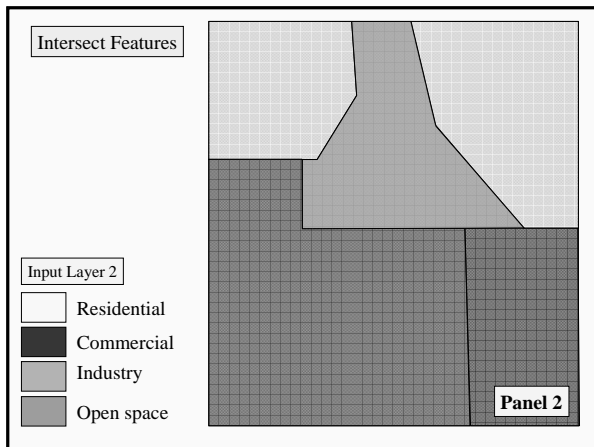 Intersect Features
Input Layer 2
Residential
Commercial
Industry
Open space
Panel 2